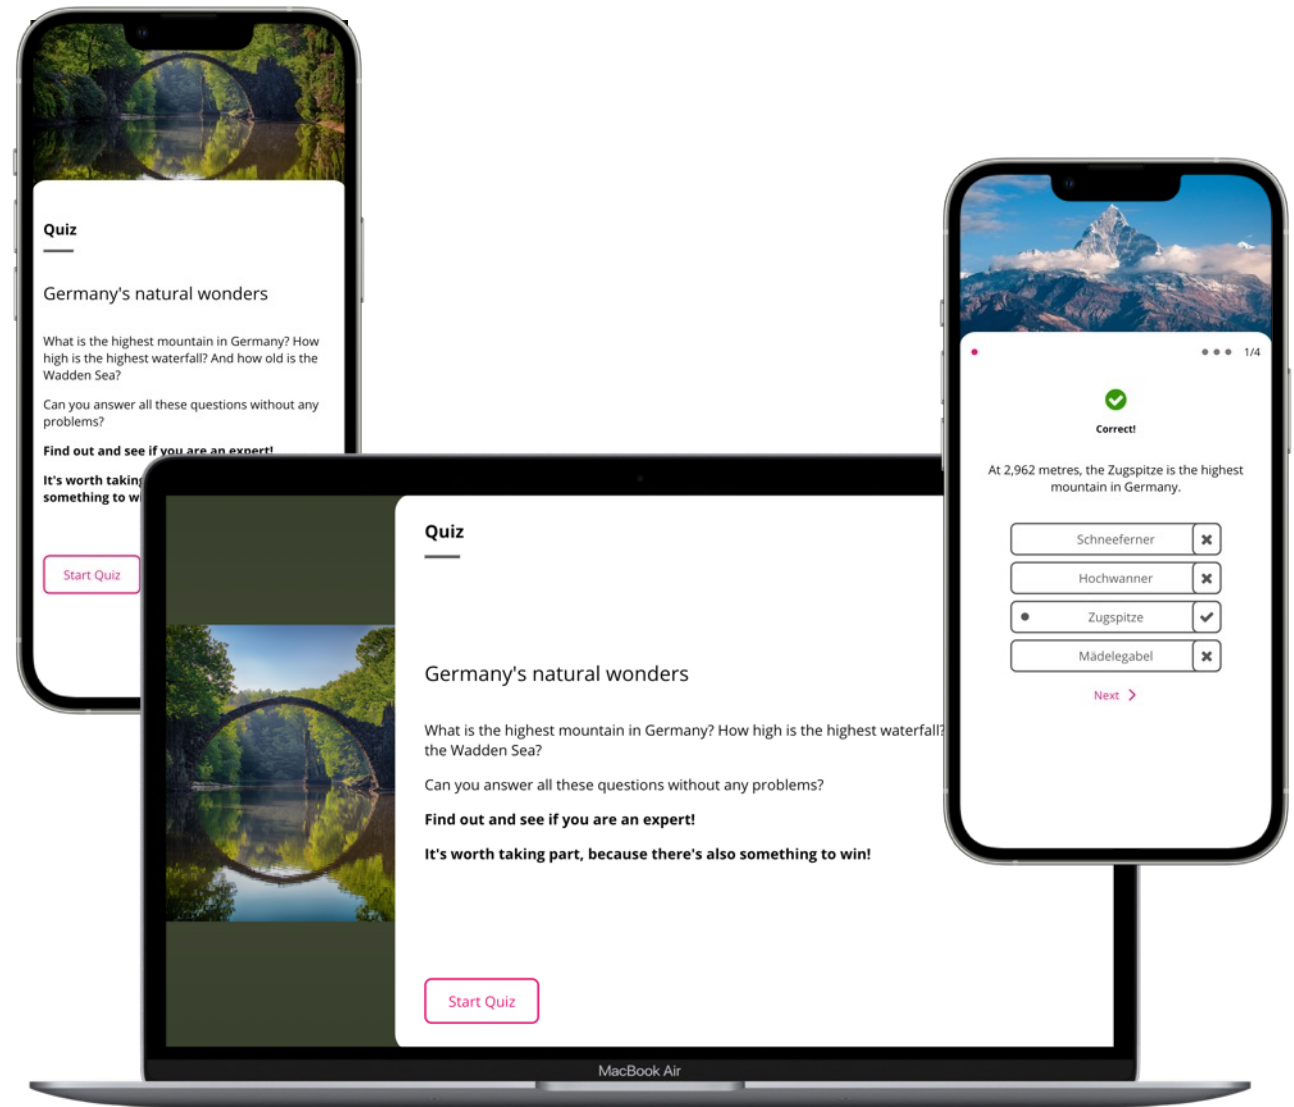 Quiz
Germany's natural wonders
What is the highest mountain in Germany? How
high is the highest waterfall? And how old is the
Wadden Sea?
Can you answer all these questions without any
problems?
Find out and see if you are an expert!
It's worth taking
something to wi
Start Quiz
Quiz
Germany's natural wonders
What is the highest mountain in Germany? How high is the highest waterfall?
the Wadden Sea?
Can you answer all these questions without any problems?
Find out and see if you are an expert!
It's worth taking part, because there's also something to win!
Start Quiz
MacBook Air
1/4
Correct!
At 2,962 metres, the Zugspitze is the highest
mountain in Germany.
Schneeferner
Hochwanner
Zugspitze
Mädelegabel
Next